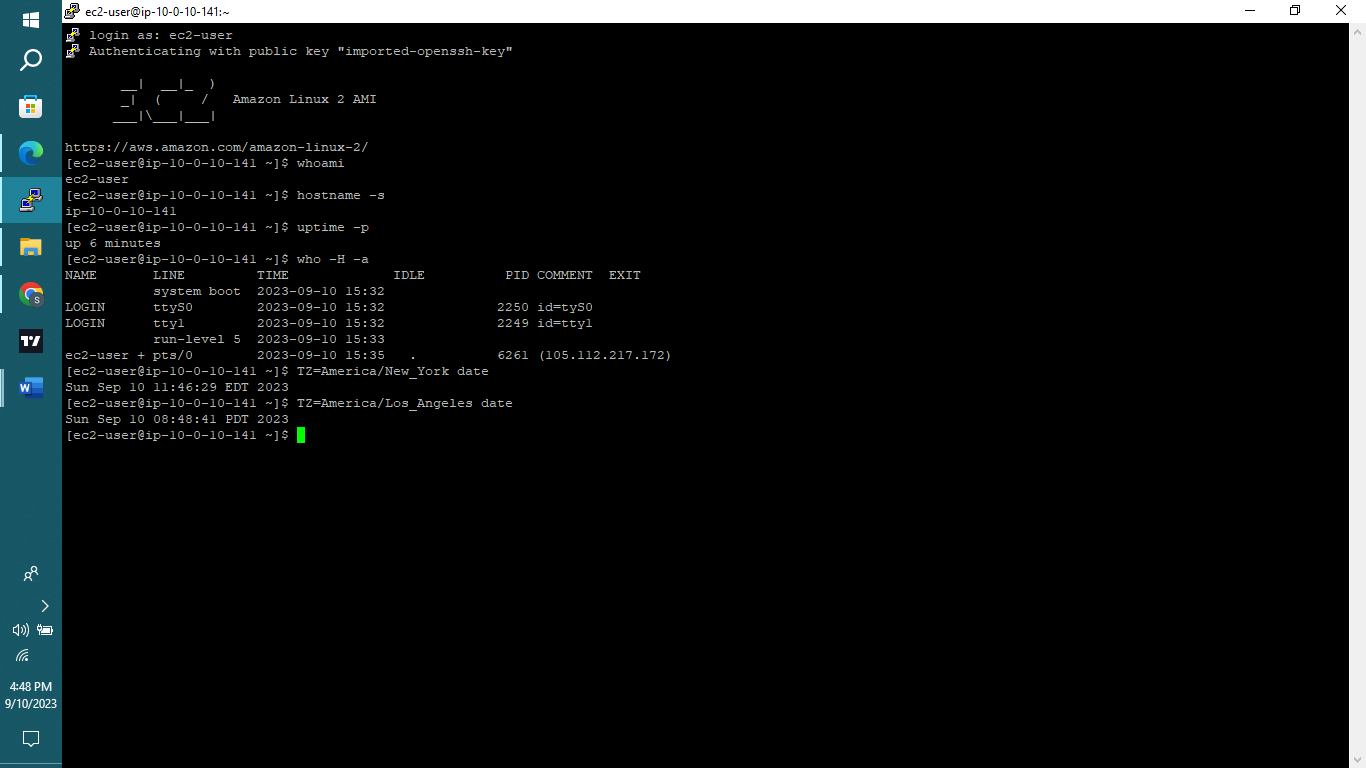 ec2-user@ip-10-0-10-141:~
login as: ec2-user
Authenticating with public key "imported-openssh-key"
       __|  __|_  )
       _|  (     /   Amazon Linux 2 AMI
      ___|\___|___|
https://aws.amazon.com/amazon-linux-2/
[ec2-user@ip-10-0-10-141 ~]$ whoami
ec2-user
[ec2-user@ip-10-0-10-141 ~]$ hostname -s
ip-10-0-10-141
[ec2-user@ip-10-0-10-141 ~]$ uptime -p
up 6 minutes
[ec2-user@ip-10-0-10-141 ~]$ who -H -a
NAME       LINE         TIME             IDLE          PID COMMENT  EXIT
           system boot  2023-09-10 15:32
LOGIN      ttyS0        2023-09-10 15:32              2250 id=tyS0
LOGIN      tty1         2023-09-10 15:32              2249 id=tty1
           run-level 5  2023-09-10 15:33
ec2-user + pts/0        2023-09-10 15:35   .          6261 (105.112.217.172)
[ec2-user@ip-10-0-10-141 ~]$ TZ=America/New_York date
Sun Sep 10 11:46:29 EDT 2023
[ec2-user@ip-10-0-10-141 ~]$ TZ=America/Los_Angeles date
Sun Sep 10 08:48:41 PDT 2023
[ec2-user@ip-10-0-10-141 ~]$
S
W
4:48 PM
9/10/2023